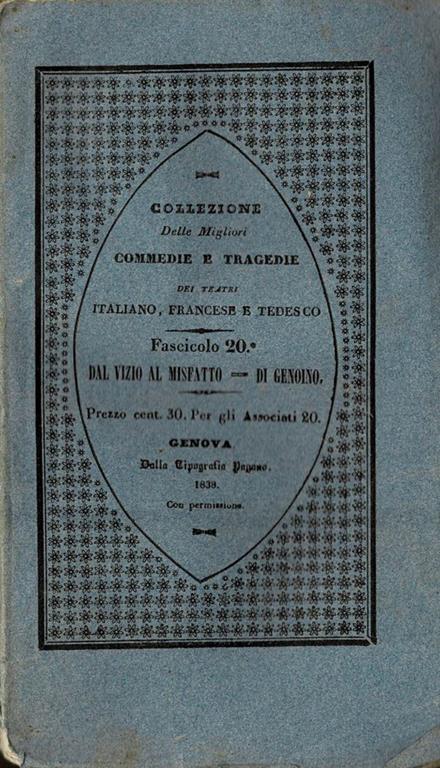 COLLEZIONE
Delle Migliori
COMMEDIE E TRAGEDIE
DEI TEATRI
ITALIANO, FRANCESE E TEDESCO
Fascicolo 20.°
DAL VIZIO AL MISFATTO = DI GENOINO.
Prezzo cent. 30. Per gli Associati 20.
GENOVA
Dalla Tipografia Pagano.
1838.
Con permissione.